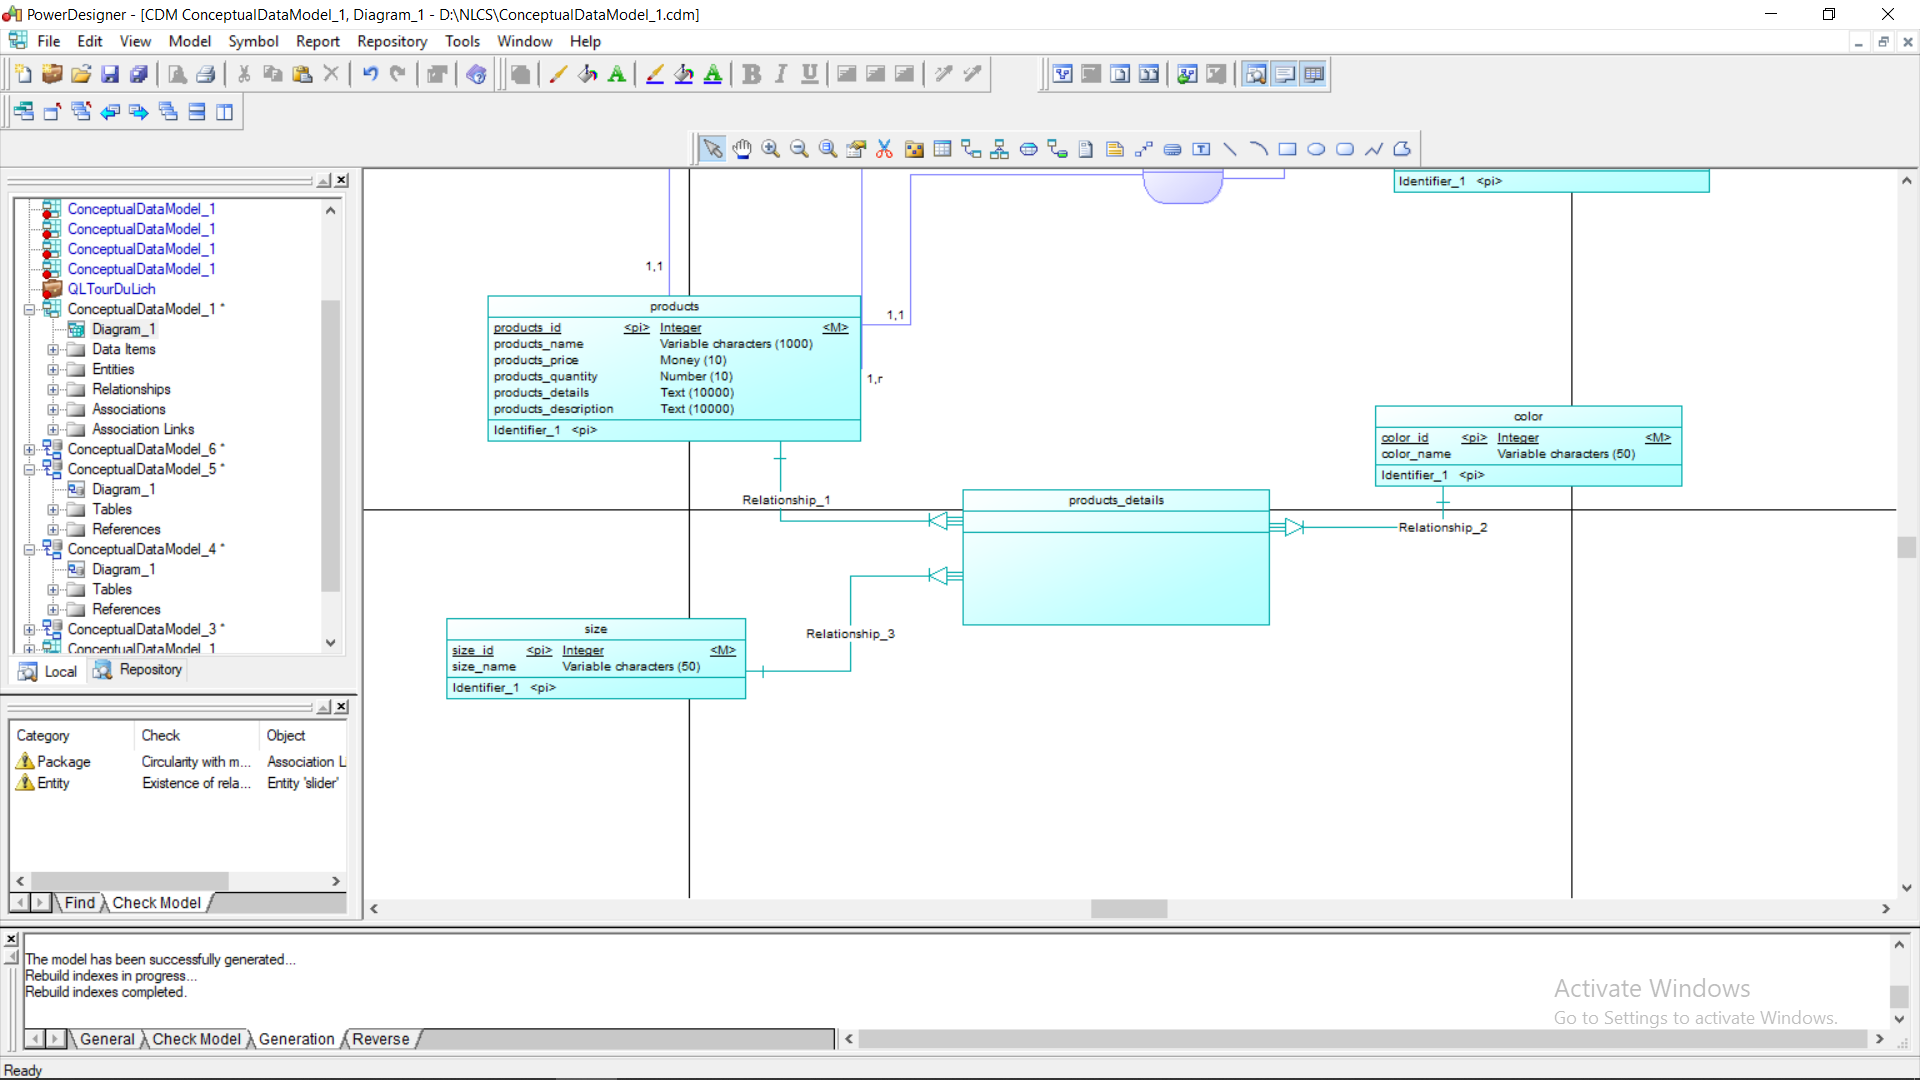 PowerDesigner - [CDM ConceptualDataModel_1, Diagram_1 - D:\NLCS\ConceptualDataModel_1.cdm]
File Edit View Model Symbol Report Repository Tools Window Help
ConceptualDataModel_1
ConceptualDataModel_1
ConceptualDataModel_1
ConceptualDataModel_1
QLTourDuLich
ConceptualDataModel_1 *
Diagram_1
Data Items
Entities
Relationships
Associations
Association Links
ConceptualDataModel_6 *
ConceptualDataModel_5 *
Diagram_1
Tables
References
ConceptualDataModel_4 *
Diagram_1
Tables
References
ConceptualDataModel_3 *
ConceptualDataModel_1
Local Repository
Category Check Object
Package Circularity with m... Association L
Entity Existence of rela... Entity 'slider'
Find Check Model
Identifier_1 <pi>
1,1
1,1
1,r
products
products_id <pi> Integer <M>
products_name Variable characters (1000)
products_price Money (10)
products_quantity Number (10)
products_details Text (10000)
products_description Text (10000)
Identifier_1 <pi>
color
color_id <pi> Integer <M>
color_name Variable characters (50)
Identifier_1 <pi>
Relationship_1
products_details
Relationship_2
Relationship_3
size
size_id <pi> Integer <M>
size_name Variable characters (50)
Identifier_1 <pi>
The model has been successfully generated...
Rebuild indexes in progress...
Rebuild indexes completed.
General Check Model Generation Reverse
Activate Windows
Go to Settings to activate Windows.
Ready